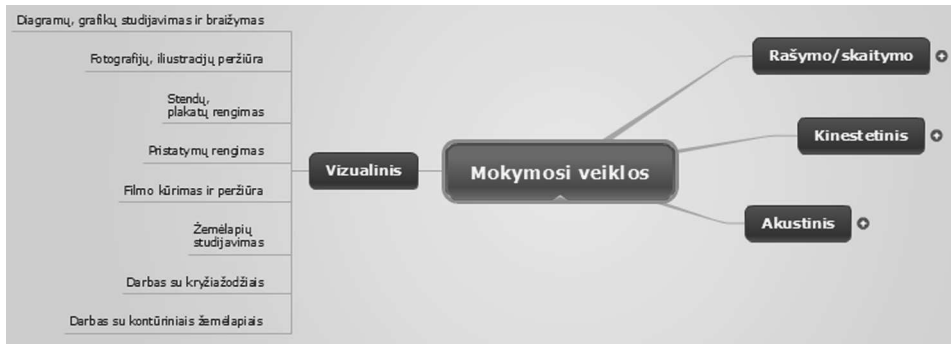 Diagramų, grafikų studijavimas ir braižymas
Fotografijų, iliustracijų peržiūra
Stendų,
plakatų rengimas
Pristatymų rengimas
Filmo kūrimas ir peržiūra
Žemėlapių
studijavimas
Darbas su kryžiažodžiais
Darbas su kontūriniais žemėlapiais
Vizualinis
Mokymosi veiklos
Rašymo/skaitymo
Kinestetinis
Akustinis